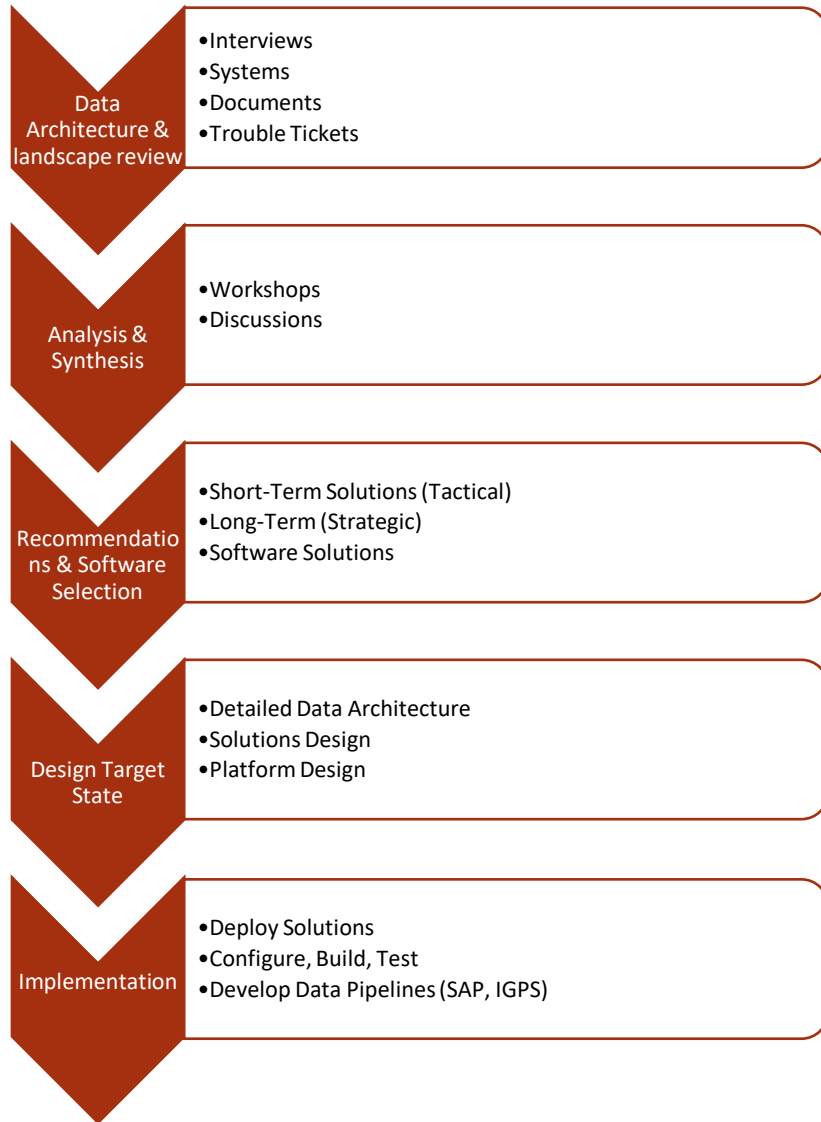 Data
Architecture &
landscape review
•Interviews
•Systems
•Documents
•Trouble Tickets
Analysis &
Synthesis
•Workshops
•Discussions
Recommendatio
ns & Software
Selection
•Short-Term Solutions (Tactical)
•Long-Term (Strategic)
•Software Solutions
Design Target
State
•Detailed Data Architecture
•Solutions Design
•Platform Design
Implementation
•Deploy Solutions
•Configure, Build, Test
•Develop Data Pipelines (SAP, IGPS)